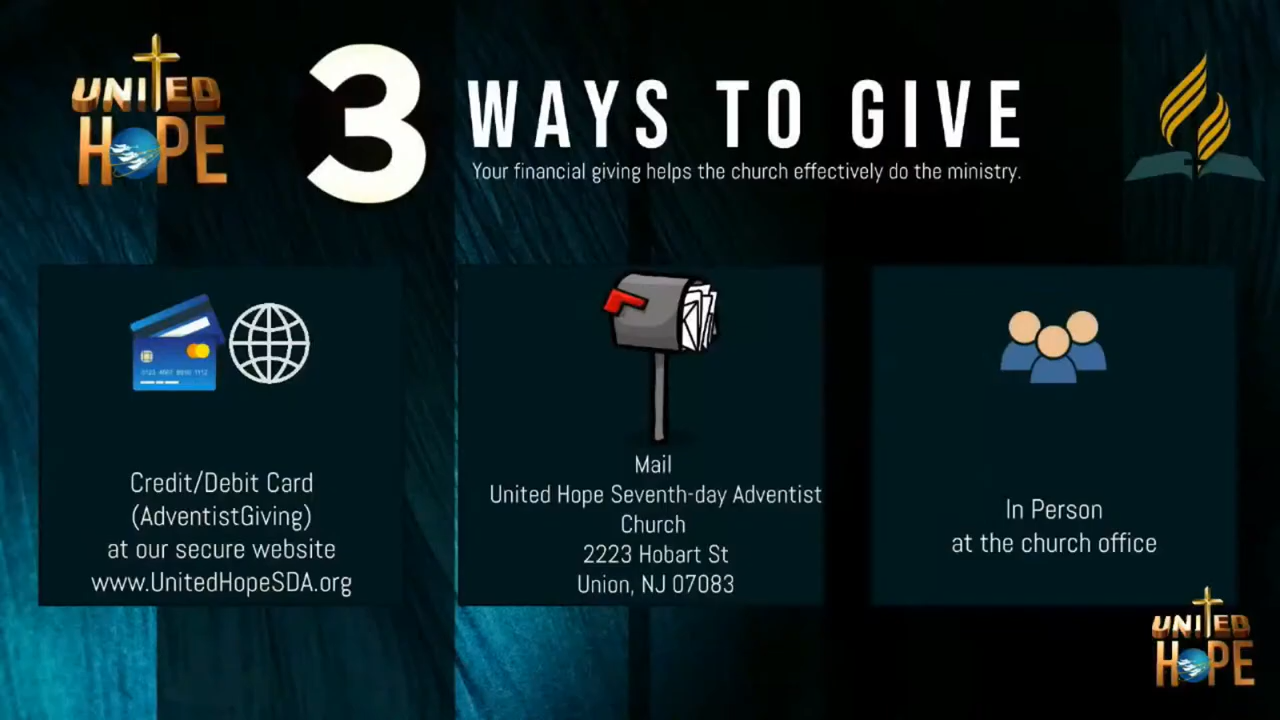 UNITED
HOPE
3
WAYS TO GIVE
Your financial giving helps the church effectively do the ministry.
Credit/Debit Card
(AdventistGiving)
at our secure website
www.UnitedHopeSDA.org
Mail
United Hope Seventh-day Adventist
Church
2223 Hobart St
Union, NJ 07083
In Person
at the church office
UNITED
HOPE